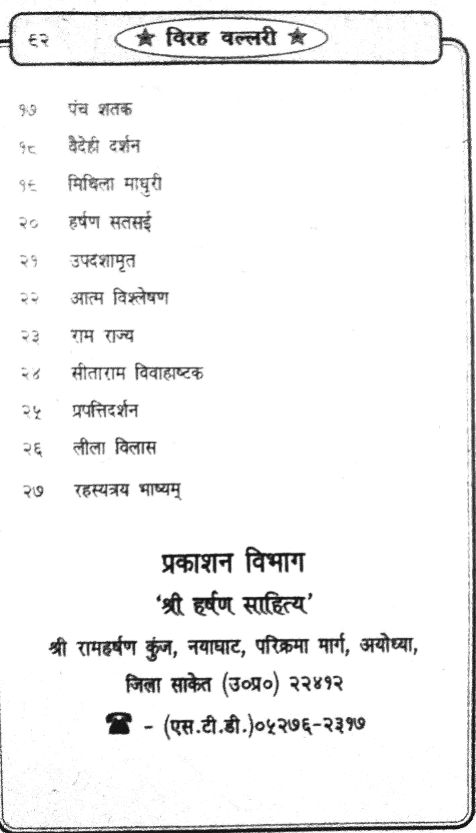 ६२ ★ विरह वल्लरी ★
१७ पंच शतक
१८ वैदेही दर्शन
१९ मिथिला माधुरी
२० हर्षण सतसई
२१ उपदशामृत
२२ आत्म विश्लेषण
२३ राम राज्य
२४ सीताराम विवाहाष्टक
२५ प्रपत्तिदर्शन
२६ लीला विलास
२७ रहस्यत्रय भाष्यम्
प्रकाशन विभाग
‘श्री हर्षण साहित्य’
श्री रामहर्षण कुंज, नयाघाट, परिक्रमा मार्ग, अयोध्या,
जिला साकेत (उ०प्र०) २२४१२
☎ - (एस.टी.डी.)०५२७६-२३१७